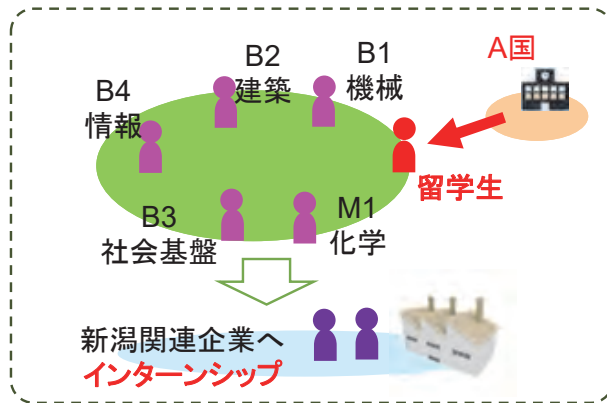 B2
建築
B1
機械
A国
B4
情報
留学生
B3
社会基盤
M1
化学
新潟関連企業へ
インターンシップ